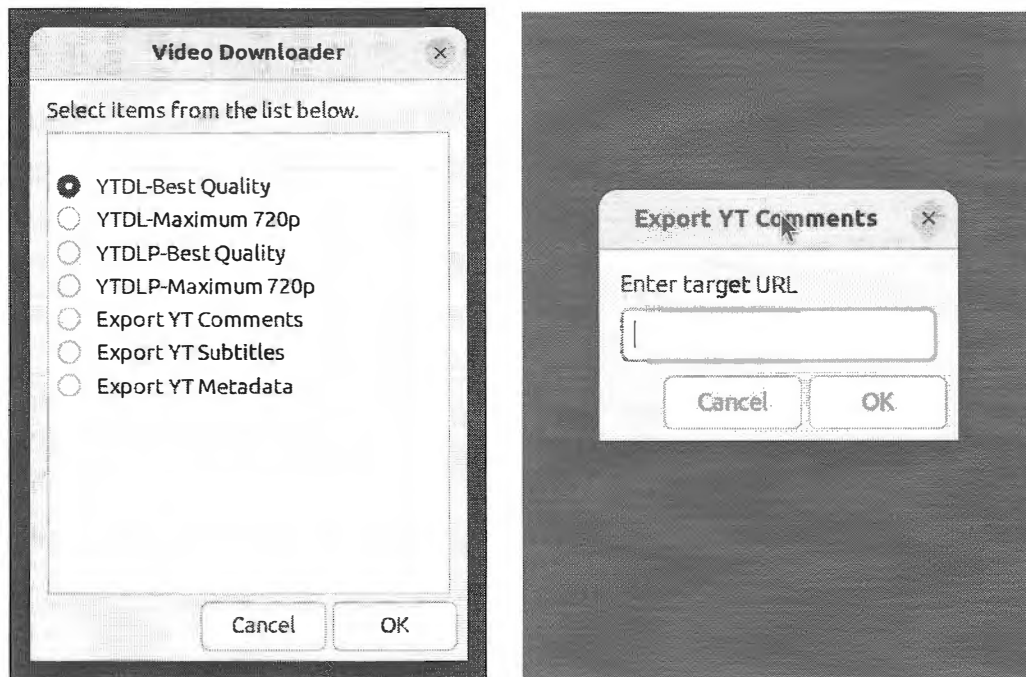 Video Downloader
Select items from the list below.
YTDL-Best Quality
YTDL-Maximum 720p
YTDLP-Best Quality
YTDLP-Maximum 720p
Export YT Comments
Export YT Subtitles
Export YT Metadata
Cancel OK
Export YT Comments
Enter target URL
Cancel OK